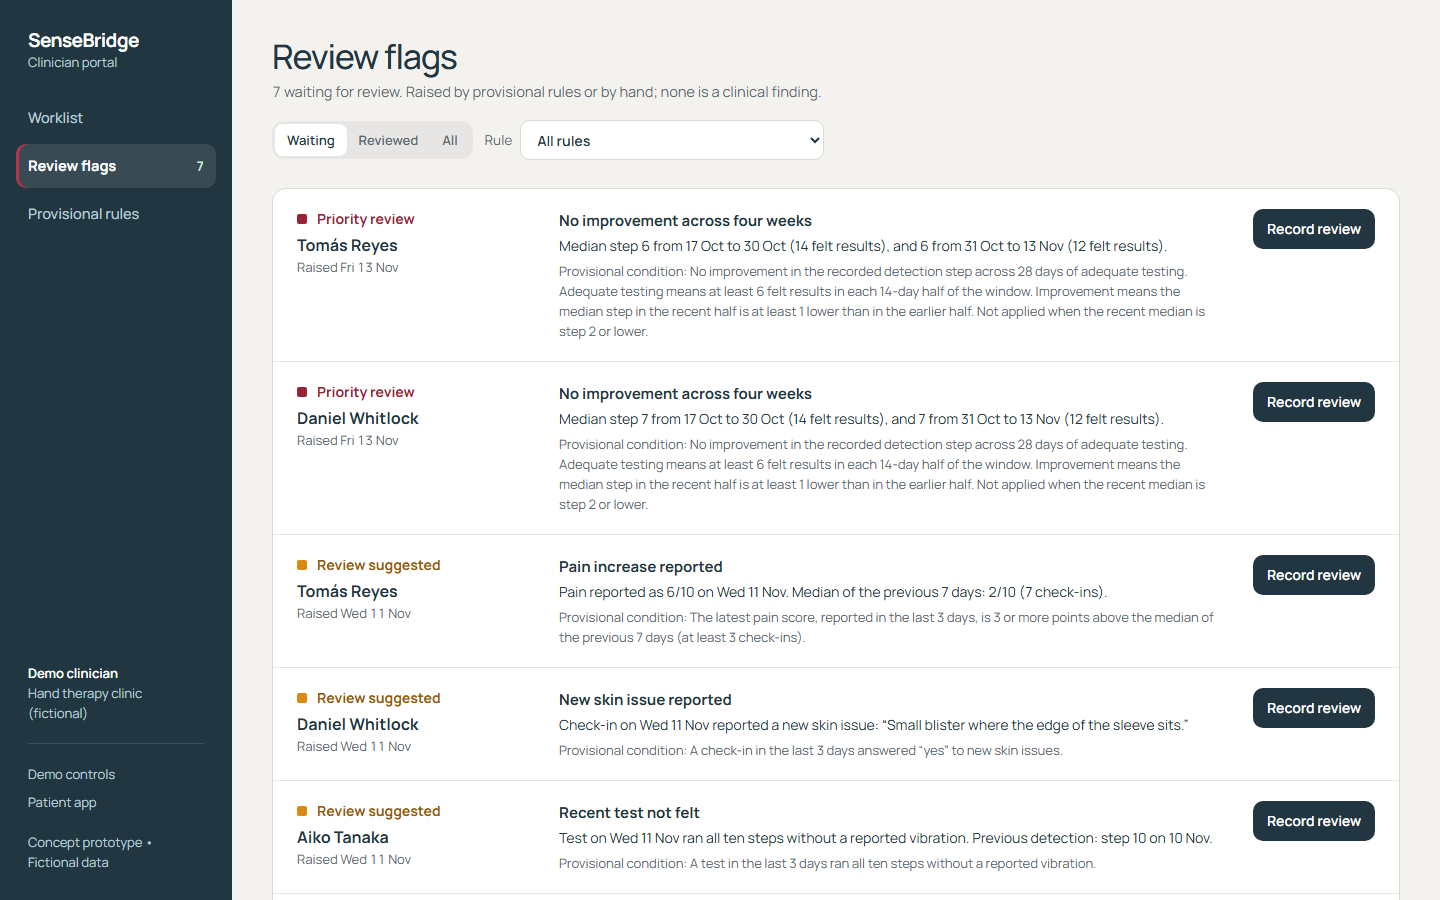 SenseBridge
Clinician portal
Worklist
Review flags 7
Provisional rules
Demo clinician
Hand therapy clinic
(fictional)
Demo controls
Patient app
Concept prototype •
Fictional data
Review flags
7 waiting for review. Raised by provisional rules or by hand; none is a clinical finding.
Waiting Reviewed All Rule All rules
Priority review
Tomás Reyes
Raised Fri 13 Nov
No improvement across four weeks
Median step 6 from 17 Oct to 30 Oct (14 felt results), and 6 from 31 Oct to 13 Nov (12 felt results).
Provisional condition: No improvement in the recorded detection step across 28 days of adequate testing.
Adequate testing means at least 6 felt results in each 14-day half of the window. Improvement means the
median step in the recent half is at least 1 lower than in the earlier half. Not applied when the recent median is
step 2 or lower.
Record review
Priority review
Daniel Whitlock
Raised Fri 13 Nov
No improvement across four weeks
Median step 7 from 17 Oct to 30 Oct (14 felt results), and 7 from 31 Oct to 13 Nov (12 felt results).
Provisional condition: No improvement in the recorded detection step across 28 days of adequate testing.
Adequate testing means at least 6 felt results in each 14-day half of the window. Improvement means the
median step in the recent half is at least 1 lower than in the earlier half. Not applied when the recent median is
step 2 or lower.
Record review
Review suggested
Tomás Reyes
Raised Wed 11 Nov
Pain increase reported
Pain reported as 6/10 on Wed 11 Nov. Median of the previous 7 days: 2/10 (7 check-ins).
Provisional condition: The latest pain score, reported in the last 3 days, is 3 or more points above the median of
the previous 7 days (at least 3 check-ins).
Record review
Review suggested
Daniel Whitlock
Raised Wed 11 Nov
New skin issue reported
Check-in on Wed 11 Nov reported a new skin issue: “Small blister where the edge of the sleeve sits.”
Provisional condition: A check-in in the last 3 days answered “yes” to new skin issues.
Record review
Review suggested
Aiko Tanaka
Raised Wed 11 Nov
Recent test not felt
Test on Wed 11 Nov ran all ten steps without a reported vibration. Previous detection: step 10 on 10 Nov.
Provisional condition: A test in the last 3 days ran all ten steps without a reported vibration.
Record review